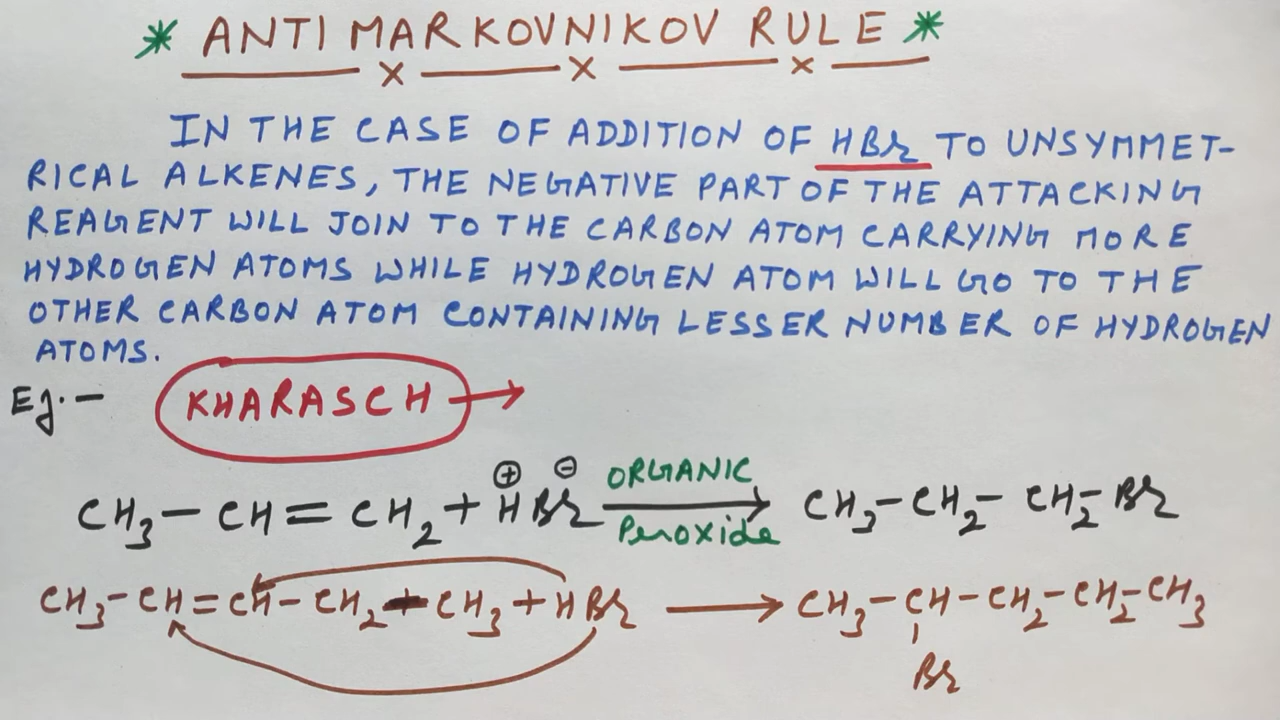 * ANTI MARKOVNIKOV RULE *
IN THE CASE OF ADDITION OF HBr TO UNSYMMET-
RICAL ALKENES, THE NEGATIVE PART OF THE ATTACKING
REAGENT WILL JOIN TO THE CARBON ATOM CARRYING MORE
HYDROGEN ATOMS WHILE HYDROGEN ATOM WILL GO TO THE
OTHER CARBON ATOM CONTAINING LESSER NUMBER OF HYDROGEN
ATOMS.
Eg.- KHARASCH →
CH₃-CH=CH₂+H⊕Br⊖ ORGANIC Peroxide → CH₃-CH₂-CH₂-Br
CH₃-CH=CH-CH₂-CH₃+HBr → CH₃-CH-CH₂-CH₂-CH₃
Br